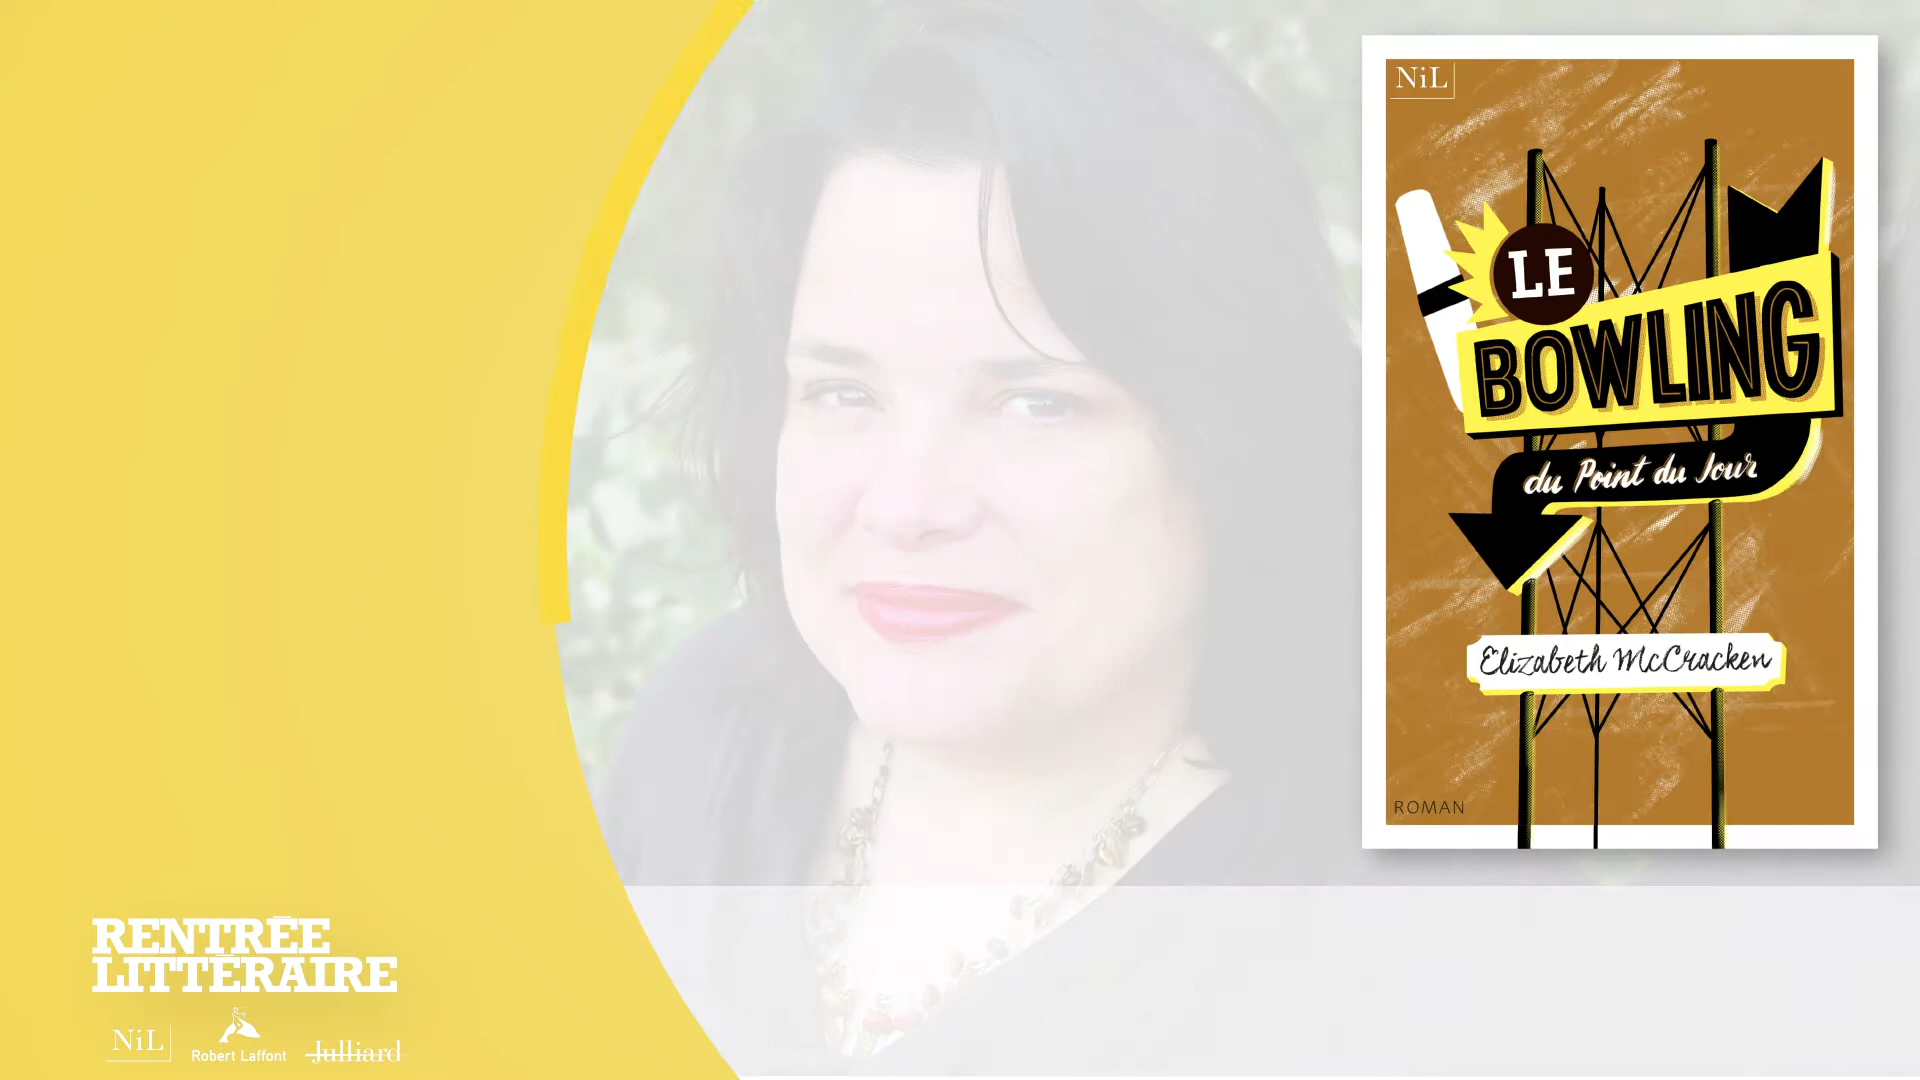 NiL
LE
BOWLING
du Point du Jour
Elizabeth McCracken
ROMAN
RENTRÉE
LITTÉRAIRE
NiL
Robert Laffont
Julliard